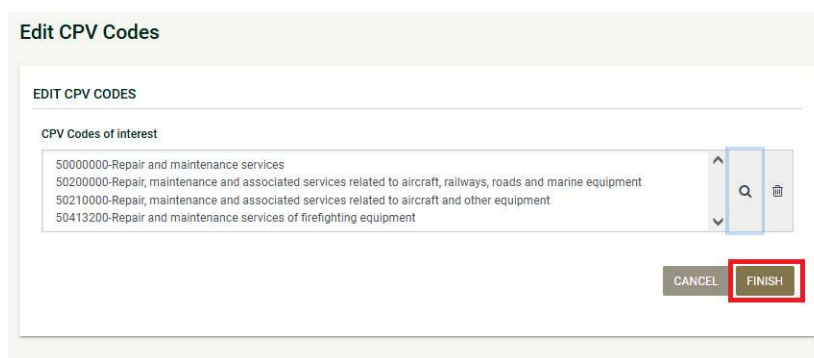 Edit CPV Codes
EDIT CPV CODES
CPV Codes of interest
50000000-Repair and maintenance services
50200000-Repair, maintenance and associated services related to aircraft, railways, roads and marine equipment
50210000-Repair, maintenance and associated services related to aircraft and other equipment
50413200-Repair and maintenance services of firefighting equipment
CANCEL FINISH